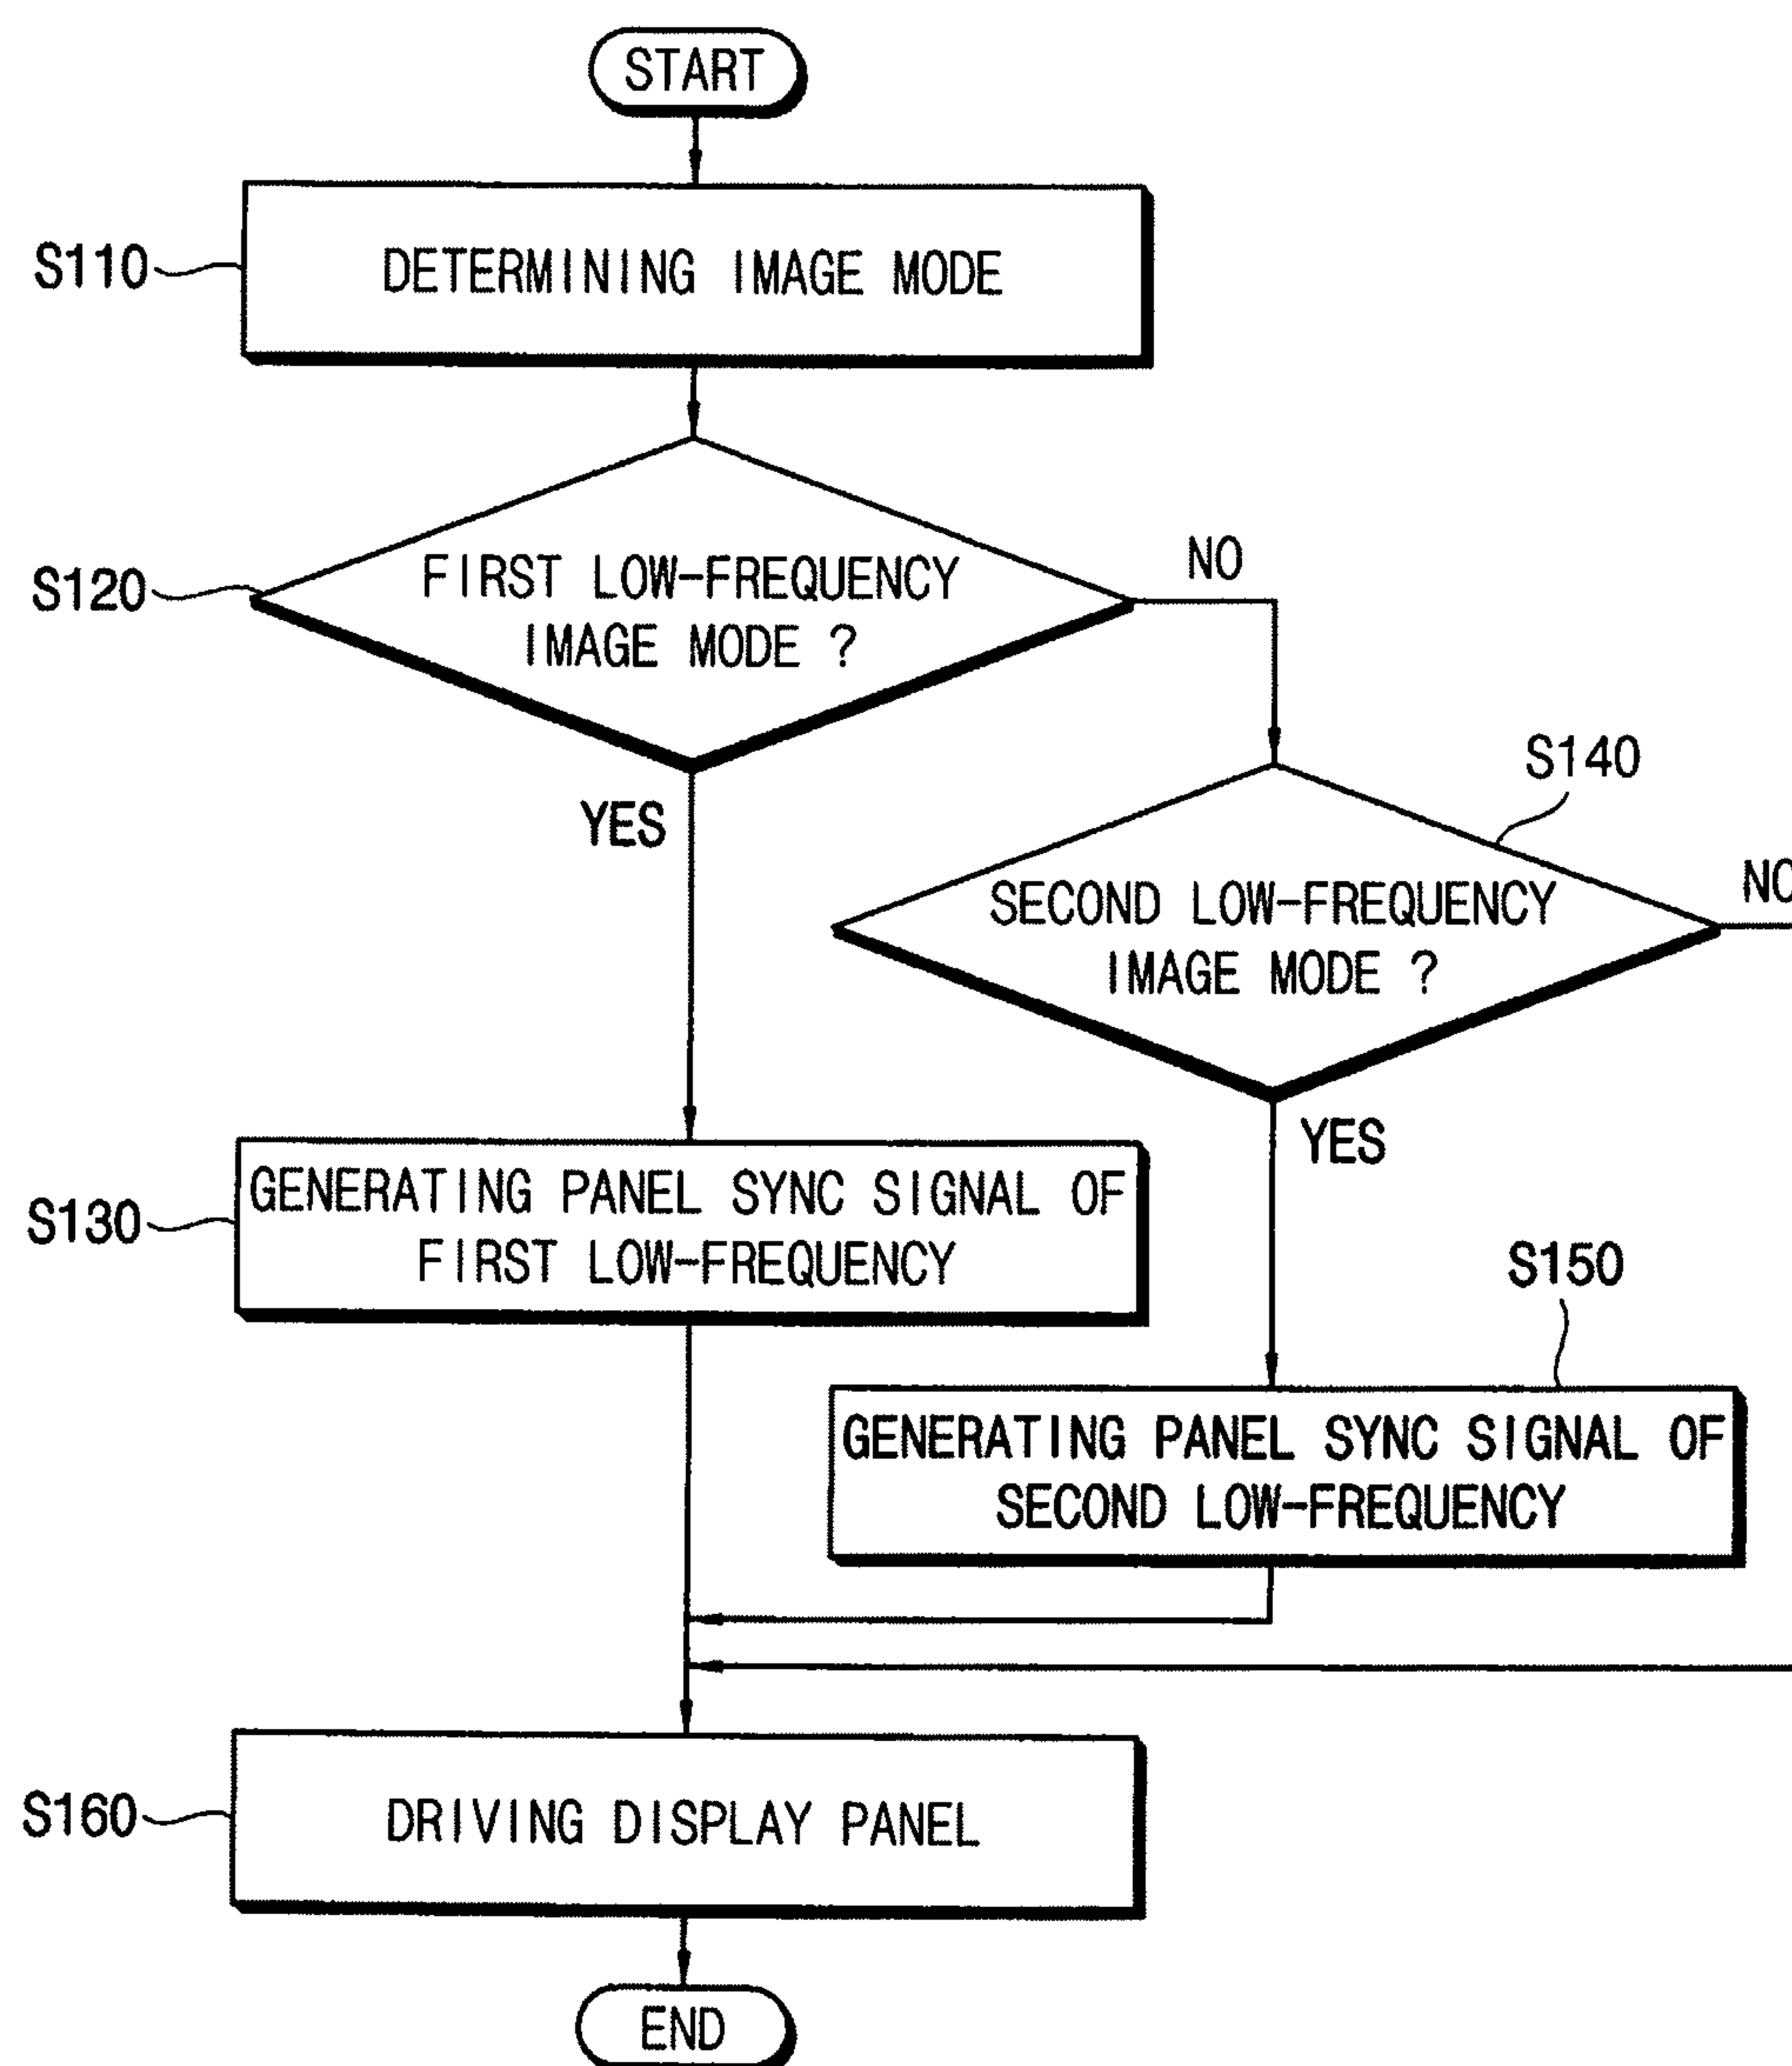 START
S110
DETERMINING IMAGE MODE
S120
FIRST LOW-FREQUENCY
IMAGE MODE ?
NO
YES
S140
SECOND LOW-FREQUENCY
IMAGE MODE ?
NO
YES
S130
GENERATING PANEL SYNC SIGNAL OF
FIRST LOW-FREQUENCY
S150
GENERATING PANEL SYNC SIGNAL OF
SECOND LOW-FREQUENCY
S160
DRIVING DISPLAY PANEL
END